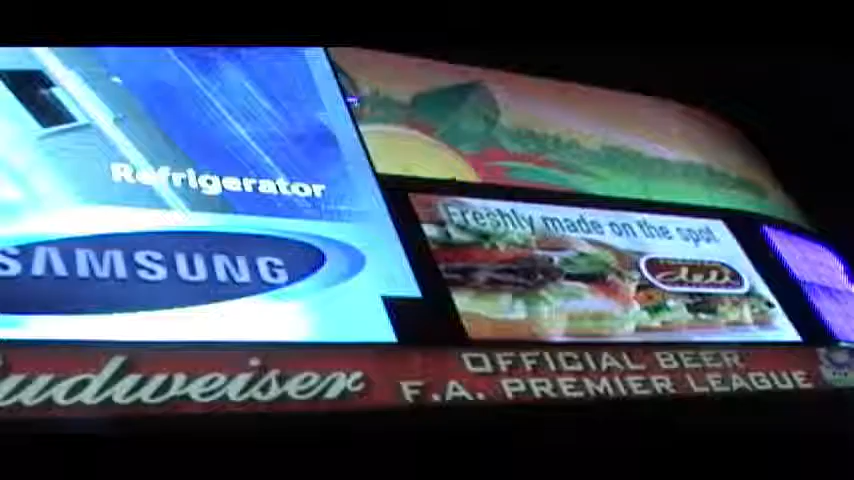 Refrigerator
SAMSUNG
Freshly made on the spot
deli
Budweiser
OFFICIAL BEER
F.A. PREMIER LEAGUE